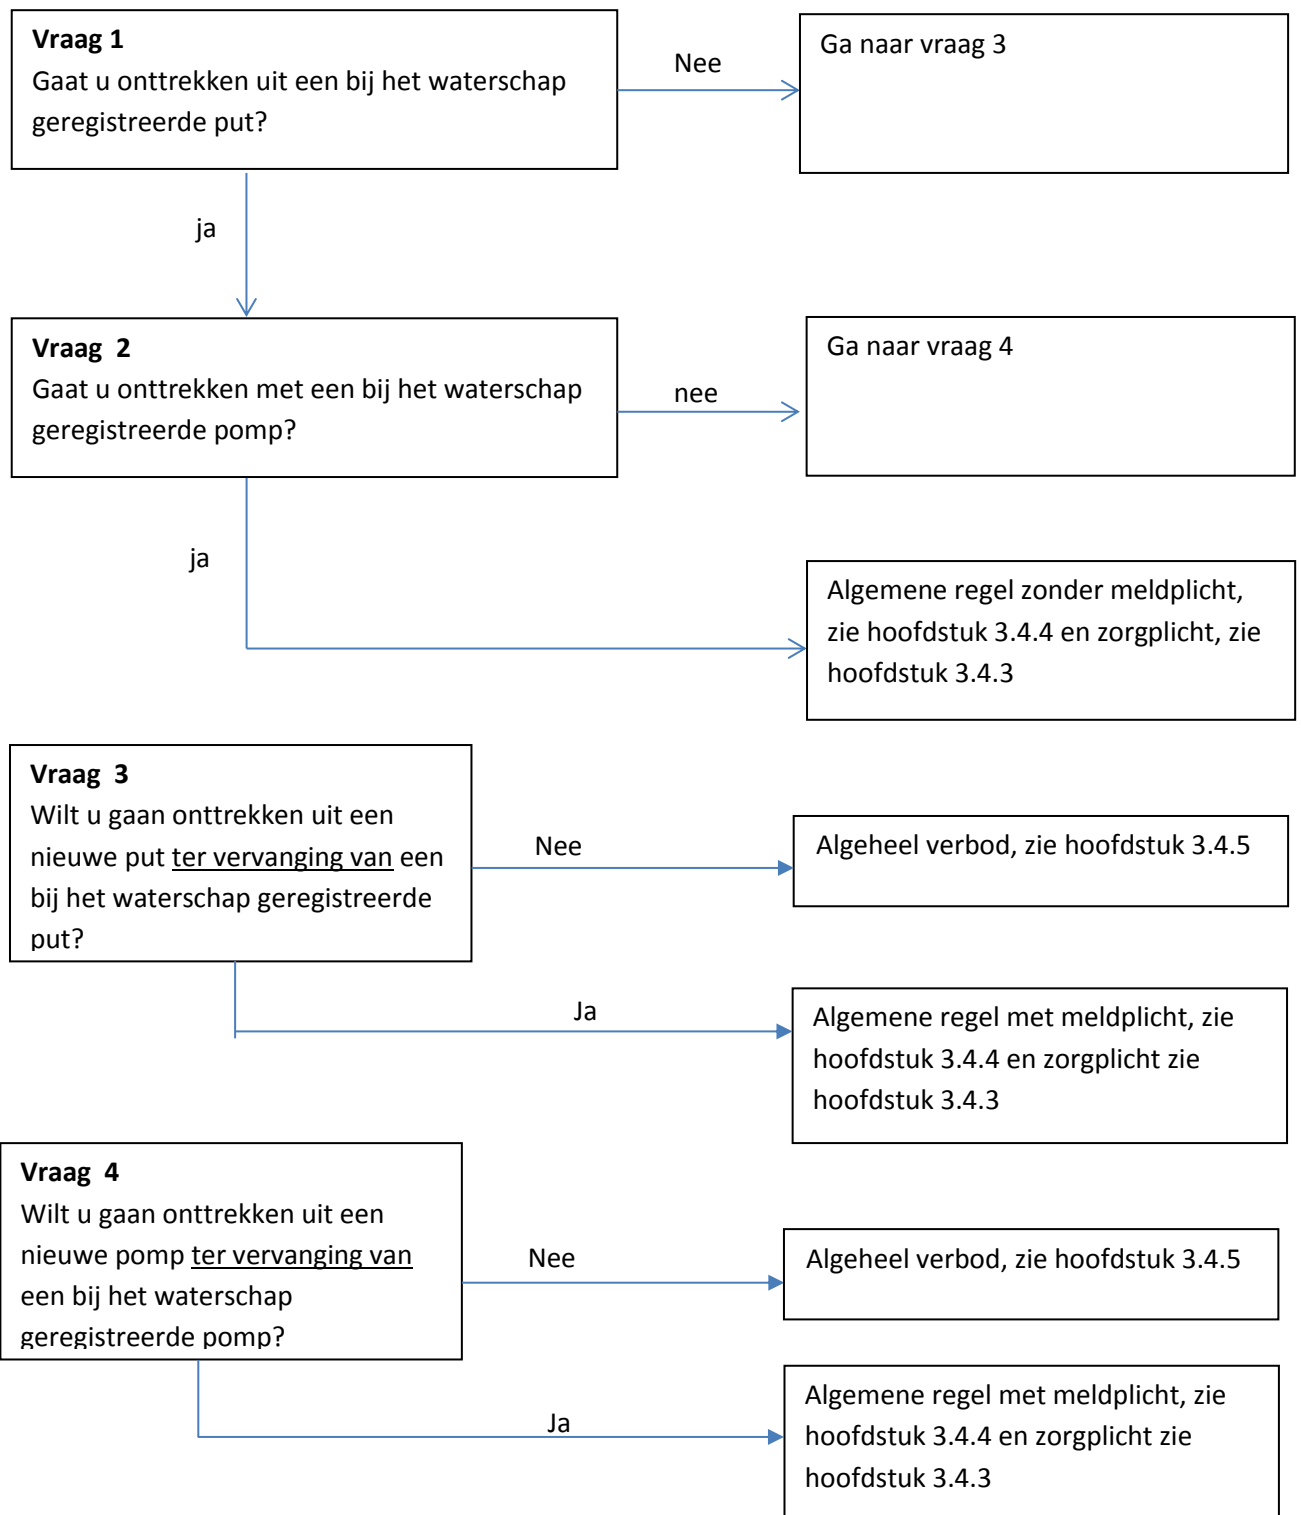 Vraag 1
Gaat u onttrekken uit een bij het waterschap
geregistreerde put?
Nee
Ga naar vraag 3
ja
Vraag 2
Gaat u onttrekken met een bij het waterschap
geregistreerde pomp?
nee
Ga naar vraag 4
ja
Algemene regel zonder meldplicht,
zie hoofdstuk 3.4.4 en zorgplicht, zie
hoofdstuk 3.4.3
Vraag 3
Wilt u gaan onttrekken uit een
nieuwe put ter vervanging van een
bij het waterschap geregistreerde
put?
Nee
Algeheel verbod, zie hoofdstuk 3.4.5
Ja
Algemene regel met meldplicht, zie
hoofdstuk 3.4.4 en zorgplicht zie
hoofdstuk 3.4.3
Vraag 4
Wilt u gaan onttrekken uit een
nieuwe pomp ter vervanging van
een bij het waterschap
geregistreerde pomp?
Nee
Algeheel verbod, zie hoofdstuk 3.4.5
Ja
Algemene regel met meldplicht, zie
hoofdstuk 3.4.4 en zorgplicht zie
hoofdstuk 3.4.3